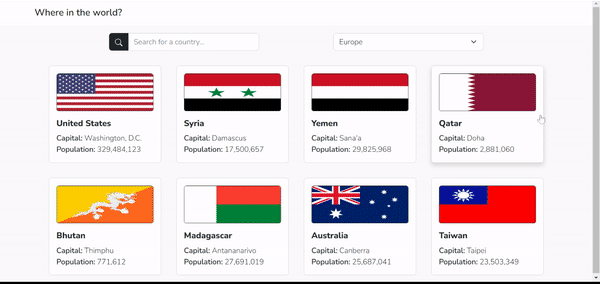 Where in the world?
Search for a country...
Europe
United States
Capital: Washington, D.C.
Population: 329,484,123
Syria
Capital: Damascus
Population: 17,500,657
Yemen
Capital: Sana'a
Population: 29,825,968
Qatar
Capital: Doha
Population: 2,881,060
Bhutan
Capital: Thimphu
Population: 771,612
Madagascar
Capital: Antananarivo
Population: 27,691,019
Australia
Capital: Canberra
Population: 25,687,041
Taiwan
Capital: Taipei
Population: 23,503,349